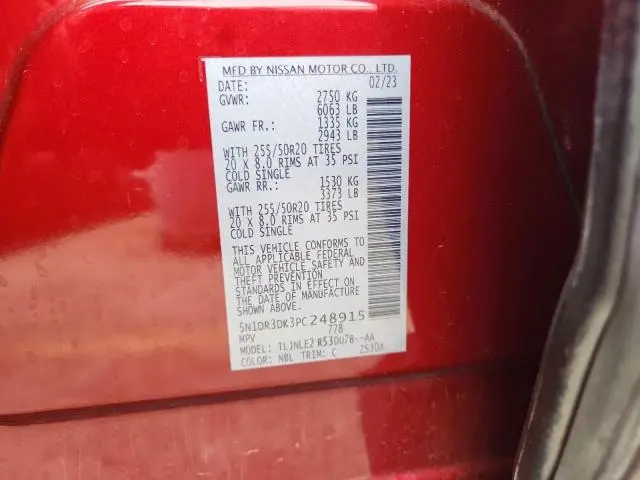 MFD BY NISSAN MOTOR CO., LTD.
DATE: 02/23
GVWR: 2750 KG
6063 LB
GAWR FR.: 1335 KG
2943 LB
WITH 255/50R20 TIRES
20 X 8.0 RIMS AT 35 PSI
COLD SINGLE
GAWR RR.: 1530 KG
3373 LB
WITH 255/50R20 TIRES
20 X 8.0 RIMS AT 35 PSI
COLD SINGLE
THIS VEHICLE CONFORMS TO
ALL APPLICABLE FEDERAL
MOTOR VEHICLE SAFETY AND
THEFT PREVENTION
STANDARDS IN EFFECT ON
DATE OF MFR. SHOWN ABOVE.
5N1DR3DK3PC248915
MPV 778
MODEL: TLJNLE2 R53DU78--AA
COLOR: NBL TRIM: C 2S30A